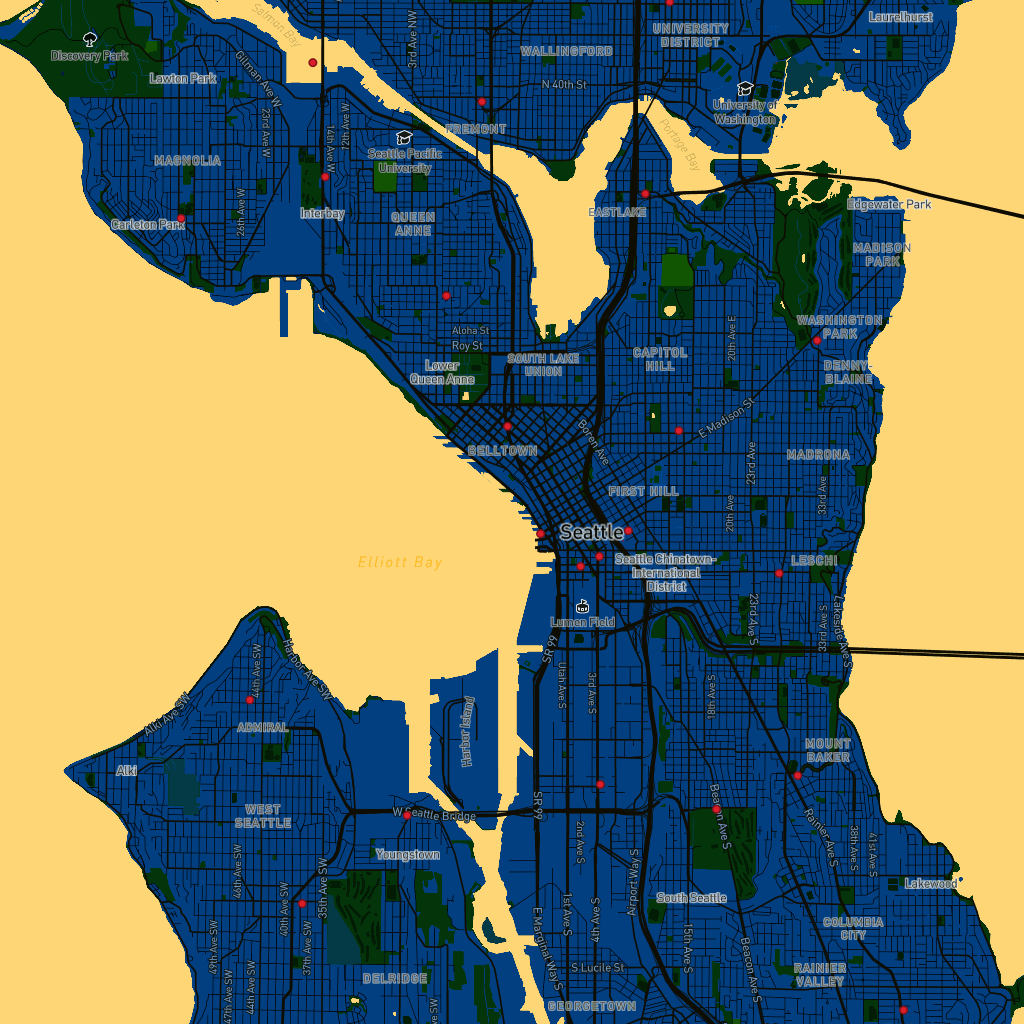 Salmon Bay
3rd Ave NW
WALLINGFORD
UNIVERSITY
DISTRICT
Laurelhurst
Discovery Park
Lawton Park
Gilman Ave W
N 40th St
University of
Washington
23rd Ave W
14th Ave W
12th Ave W
FREMONT
Portage Bay
MAGNOLIA
Seattle Pacific
University
26th Ave W
Carleton Park
Interbay
QUEEN
ANNE
EASTLAKE
Edgewater Park
MADISON
PARK
Aloha St
Roy St
Lower
Queen Anne
SOUTH LAKE
UNION
CAPITOL
HILL
20th Ave E
WASHINGTON
PARK
DENNY-
BLAINE
BELLTOWN
Boren Ave
E Madison St
23rd Ave
MADRONA
FIRST HILL
33rd Ave
20th Ave
Seattle
Elliott Bay
Seattle Chinatown-
International
District
LESCHI
Lumen Field
SR 99
23rd Ave S
33rd Ave S
Lakeside Ave S
44th Ave SW
Harbor Ave SW
Alki Ave SW
ADMIRAL
Alki
Harbor Island
Utah Ave S
3rd Ave S
18th Ave S
MOUNT
BAKER
WEST
SEATTLE
W Seattle Bridge
SR 99
2nd Ave S
Beacon Ave S
Rainier Ave S
38th Ave S
41st Ave S
Youngstown
46th Ave SW
40th Ave SW
35th Ave SW
37th Ave SW
49th Ave SW
47th Ave SW
44th Ave SW
Airport Way S
South Seattle
Lakewood
E Marginal Way S
1st Ave S
4th Ave S
15th Ave S
Beacon Ave S
COLUMBIA
CITY
DELRIDGE
S Lucile St
RAINIER
VALLEY
GEORGETOWN